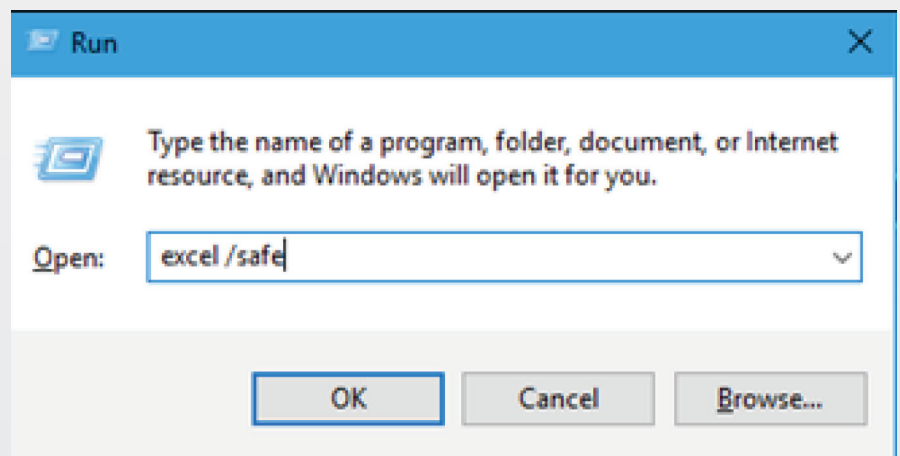 Run
Type the name of a program, folder, document, or Internet
resource, and Windows will open it for you.
Open:
excel /safe
OK
Cancel
Browse...